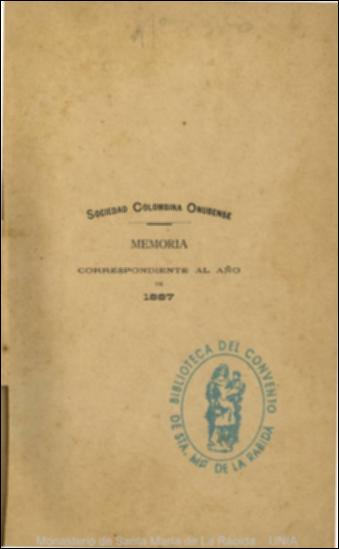 SOCIEDAD COLOMBINA ONUBENSE
MEMORIA
CORRESPONDIENTE AL AÑO
DE
1887
BIBLIOTECA DEL CONVENTO
DE STA. Mª DE LA RABIDA
Monasterio de Santa María de La Rábida UNIA